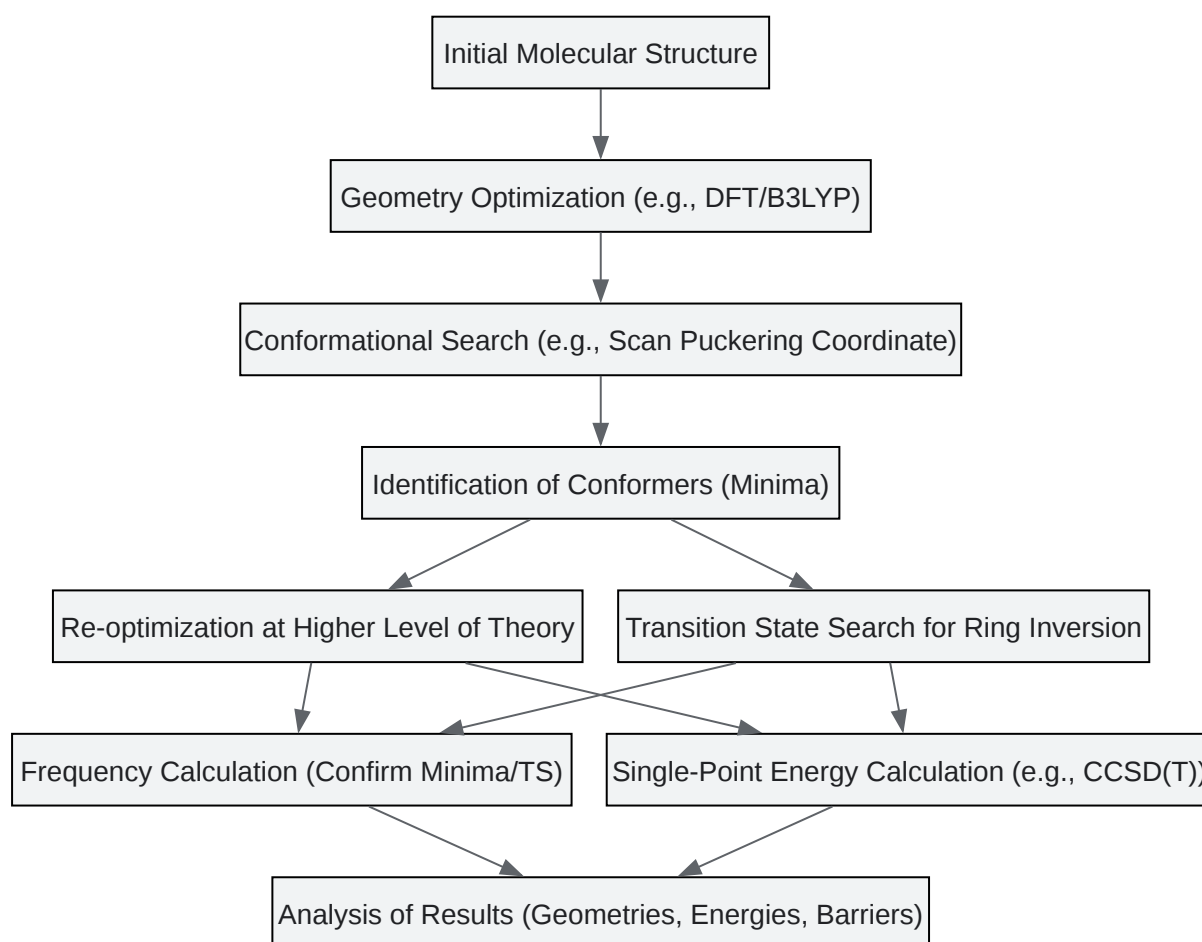 Initial Molecular Structure
Geometry Optimization (e.g., DFT/B3LYP)
Conformational Search (e.g., Scan Puckering Coordinate)
Identification of Conformers (Minima)
Re-optimization at Higher Level of Theory
Transition State Search for Ring Inversion
Frequency Calculation (Confirm Minima/TS)
Single-Point Energy Calculation (e.g., CCSD(T))
Analysis of Results (Geometries, Energies, Barriers)